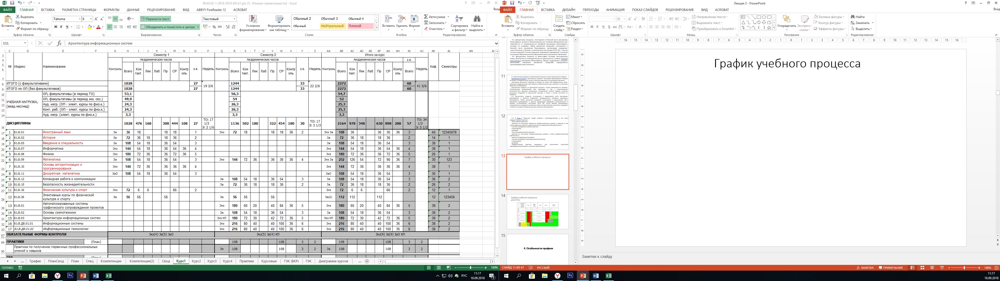 09.03.02-2-1-2018-2019-ИСиТ.plx (1) [Режим совместимости] - Excel
ФАЙЛ ГЛАВНАЯ ВСТАВКА РАЗМЕТКА СТРАНИЦЫ ФОРМУЛЫ ДАННЫЕ РЕЦЕНЗИРОВАНИЕ ВИД ABBYY FineReader 12 ACROBAT Вход
Вставить Вырезать Копировать Формат по образцу
Tahoma 9 Ж К Ч
Перенести текст
Объединить и поместить в центре
Текстовый
Условное форматирование Форматировать как таблицу
Обычный 2 Обычный 3 Обычный 4
Обычный Нейтральный Плохой
Вставить Удалить Формат
Автосумма Заполнить Очистить
Сортировка и фильтр Найти и выделить
Буфер обмена Шрифт Выравнивание Число Стили Ячейки Редактирование
E31 Архитектура информационных систем
C D E F G H I J K L M N O P Q R S T U V W X Y Z AA AB AC AD AE AF AG AH AI AJ AK AL AN
Семестр 1 Семестр 2 Итого за курс
№ Индекс Наименование Контроль Академических часов з.е. Недель Каф. Семестры
Всего Контакт. Лек Лаб Пр СР Контроль
ИТОГО (с факультативами) 1028 27 19 3/6 1244 33 22 2/6 2272 60 41 5/6
ИТОГО по ОП (без факультативов) 1028 27 1244 33 2272 60
УЧЕБНАЯ НАГРУЗКА, (акад.час/нед)
ОП, факультативы (в период ТО) 53,1 56,3 54,7
ОП, факультативы (в период экз. сес.) 49,9 54 52
Ауд. нагр. (ОП - элект. курсы по физ.к.) 24,3 26,3 25,3
Конт. раб. (ОП - элект. курсы по физ.к.) 24,3 26,3 25,3
Ауд. нагр. (элект. курсы по физ.к.) 3,3 3,3 3,3
ДИСЦИПЛИНЫ 1028 476 168 308 444 108 27 ТО: 17 1/3 Э: 2 1/6 1136 502 180 322 454 180 30 ТО: 17 Э: 3 1/3 2164 978 348 630 898 288 57 ТО: 34 1/3 Э: 5 1/2
1 Б1.Б.01 Иностранный язык За 36 18 18 18 1 Экз 72 18 18 18 36 2 Экз За 108 36 36 36 36 3 40 12345678
2 Б1.Б.02 История За 72 36 18 18 36 2 За 72 36 18 18 36 2 14 1
3 Б1.Б.05 Введение в специальность За 108 54 18 36 54 3 За 108 54 18 36 54 3 38 1
4 Б1.Б.07 Информатика Экз 144 54 18 36 54 36 4 Экз 144 54 18 36 54 36 4 38 1
5 Б1.Б.08 Физика Экз 180 72 36 36 72 36 5 Экз 180 72 36 36 72 36 5 26 1
6 Б1.Б.09 Математика За 108 54 18 36 54 3 Экз 144 72 36 36 36 36 4 Экз За 252 126 54 72 90 36 7 30 123
7 Б1.Б.10 Основы алгоритмизации и программирования Экз 144 72 36 36 36 36 4 Экз 144 72 36 36 36 36 4 38 1
8 Б1.Б.11 Дискретная математика ЗаО 108 54 18 36 54 3 ЗаО 108 54 18 36 54 3 30 1
9 Б1.Б.12 Командная работа и коммуникации За 108 54 18 36 54 3 За 108 54 18 36 54 3 36 2
10 Б1.Б.15 Безопасность жизнедеятельности За 72 36 18 18 36 2 За 72 36 18 18 36 2 26 2
11 Б1.Б.16 Физическая культура и спорт Экз 72 6 6 66 2 Экз 72 6 6 66 2 12 1
12 Б1.Б.26 Элективные курсы по физической культуре и спорту За 56 56 56 За 56 56 56 За(2) 112 112 112 12 123456
13 Б1.В.01 Автоматизированные системы графического сопровождения проектов Экз 180 60 20 40 84 36 5 Экз 180 60 20 40 84 36 5 38 2
14 Б1.В.02 Основы схемотехники За 108 54 18 36 54 3 За 108 54 18 36 54 3 38 2
15 Б1.В.03 Архитектура информационных систем Экз КП 180 72 30 42 72 36 5 Экз КП 180 72 30 42 72 36 5 38 2
16 Б1.В.ДВ.01.01 Информационные системы Экз 216 80 40 40 100 36 6 Экз 216 80 40 40 100 36 6 38 2
17 Б1.В.ДВ.01.02 Информационные технологии Экз 216 80 40 40 100 36 6 Экз 216 80 40 40 100 36 6 38 2
ОБЯЗАТЕЛЬНЫЕ ФОРМЫ КОНТРОЛЯ Экз(4) За(5) ЗаО Экз(5) За(4) КП Экз(9) За(9) ЗаО КП
ПРАКТИКИ (План) 108 108 3 2 108 108 3 2
Практика по получению первичных профессиональных умений и навыков За 108 108 3 2 За 108 108 3 2
График ПланСвод План Спец Компетенции Компетенции(2) Свод Курс1 Курс2 Курс3 Курс4 Практики Курсовые ГЭК (ВКР) ГЭК Диаграмма курсов
ГОТОВО 100%
РУС 11:17 18.09.2018
Лекция 3 - PowerPoint
ФАЙЛ ГЛАВНАЯ ВСТАВКА ДИЗАЙН ПЕРЕХОДЫ АНИМАЦИЯ ПОКАЗ СЛАЙДОВ РЕЦЕНЗИРОВАНИЕ ВИД ACROBAT Вход
Вставить Вырезать Копировать Формат по образцу
Создать слайд Макет Сбросить Раздел
Направление текста Выровнять текст Преобразовать в SmartArt
Упорядочить Экспресс-стили Заливка фигуры Контур фигуры Эффекты фигуры
Найти Заменить Выделить
Буфер обмена Слайды Шрифт Абзац Рисование Редактирование
11
12
13
График учебного процесса
14
График учебного процесса
15
4. Особенности профиля
График учебного процесса
Заметки к слайду
СЛАЙД 13 ИЗ 47 РУССКИЙ ЗАМЕТКИ ПРИМЕЧАНИЯ 106%
11:17
18.09.2018